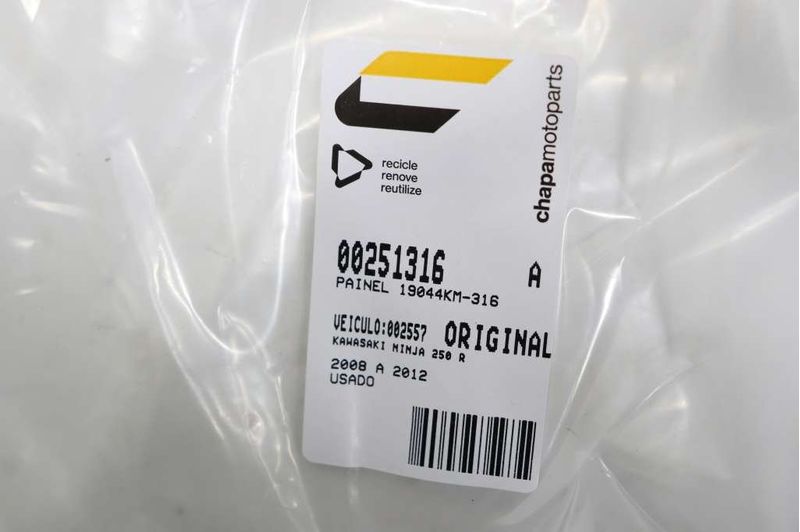 chapamotoparts
recicle
renove
reutilize
00251316 A
PAINEL 19044KM-316
VEICULO:002557 ORIGINAL
KAWASAKI NINJA 250 R
2008 A 2012
USADO